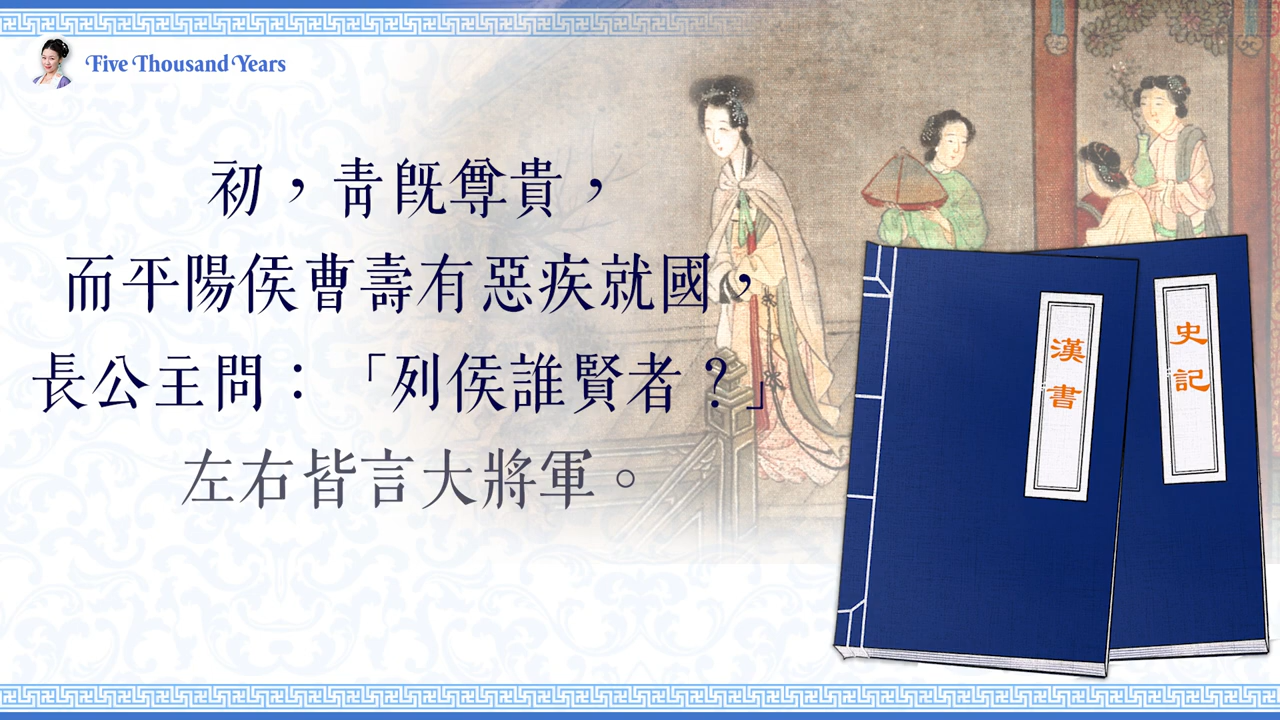 Five Thousand Years
初，青既尊貴，
而平陽侯曹壽有惡疾就國，
長公主問：「列侯誰賢者？」
左右皆言大將軍。
漢書
史記